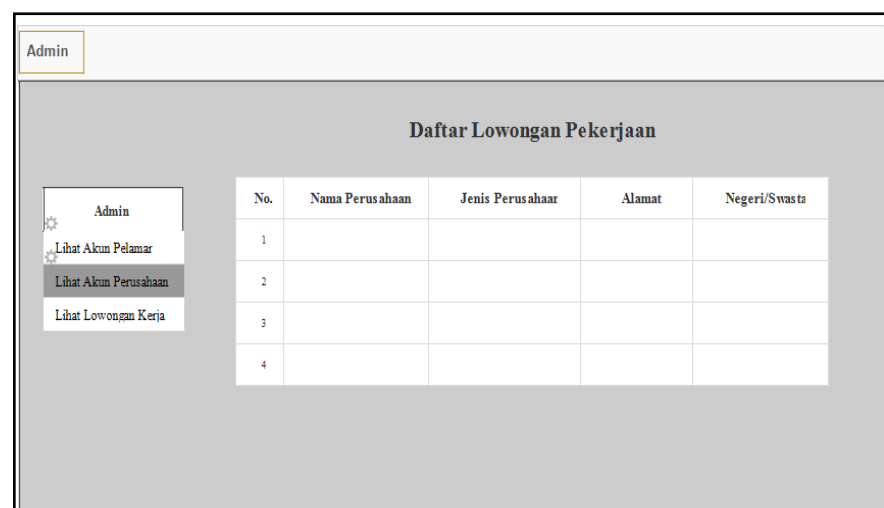 Admin
Daftar Lowongan Pekerjaan
Admin
Lihat Akun Pelamar
Lihat Akun Perusahaan
Lihat Lowongan Kerja
No. Nama Perusahaan Jenis Perusahaar Alamat Negeri/Swasta
1
2
3
4